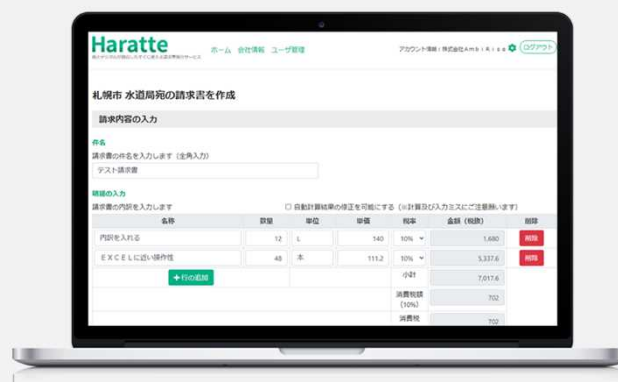 Haratte
ホーム 会社情報 ユーザ管理
アカウント情報：株式会社AmbiRise
ログアウト
札幌市 水道局宛の請求書を作成
請求内容の入力
件名
請求書の件名を入力します（全角入力）
テスト請求書
明細の入力
請求書の内訳を入力します
自動計算結果の修正を可能にする（※計算及び入力ミスにご注意願います）
名称 数量 単位 単価 税率 金額（税抜） 削除
内訳を入れる 12 L 140 10% 1,680 削除
EXCELに近い操作性 48 本 111.2 10% 5,337.6 削除
+行の追加 小計 7,017.6
消費税額 702
(10%)
消費税 702